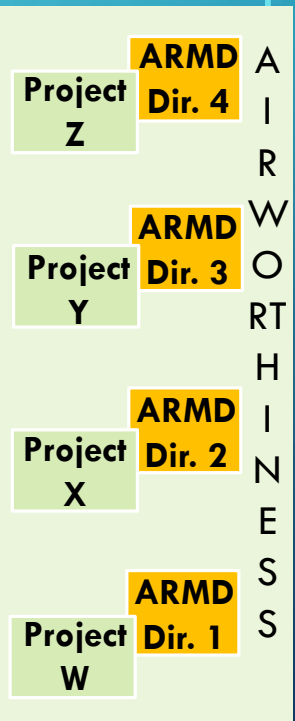 ARMD
Dir. 4
Project
Z
ARMD
Dir. 3
Project
Y
ARMD
Dir. 2
Project
X
ARMD
Dir. 1
Project
W
A
I
R
W
O
RT
H
I
N
E
S
S